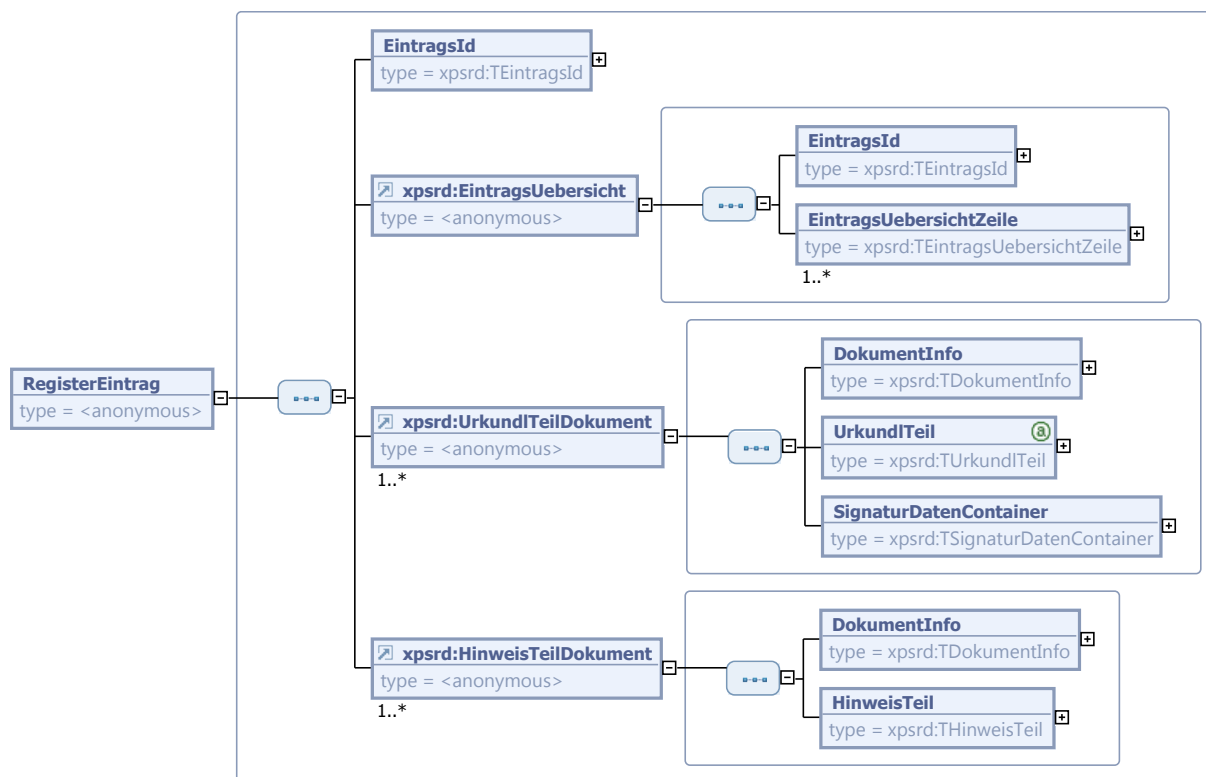 EintragsId
type = xpsrd:TEintragsId
xpsrd:EintragsUebersicht
type = <anonymous>
EintragsId
type = xpsrd:TEintragsId
EintragsUebersichtZeile
type = xpsrd:TEintragsUebersichtZeile
1..*
RegisterEintrag
type = <anonymous>
xpsrd:UrkundlTeilDokument
type = <anonymous>
1..*
DokumentInfo
type = xpsrd:TDokumentInfo
UrkundlTeil a
type = xpsrd:TUrkundlTeil
SignaturDatenContainer
type = xpsrd:TSignaturDatenContainer
xpsrd:HinweisTeilDokument
type = <anonymous>
1..*
DokumentInfo
type = xpsrd:TDokumentInfo
HinweisTeil
type = xpsrd:THinweisTeil